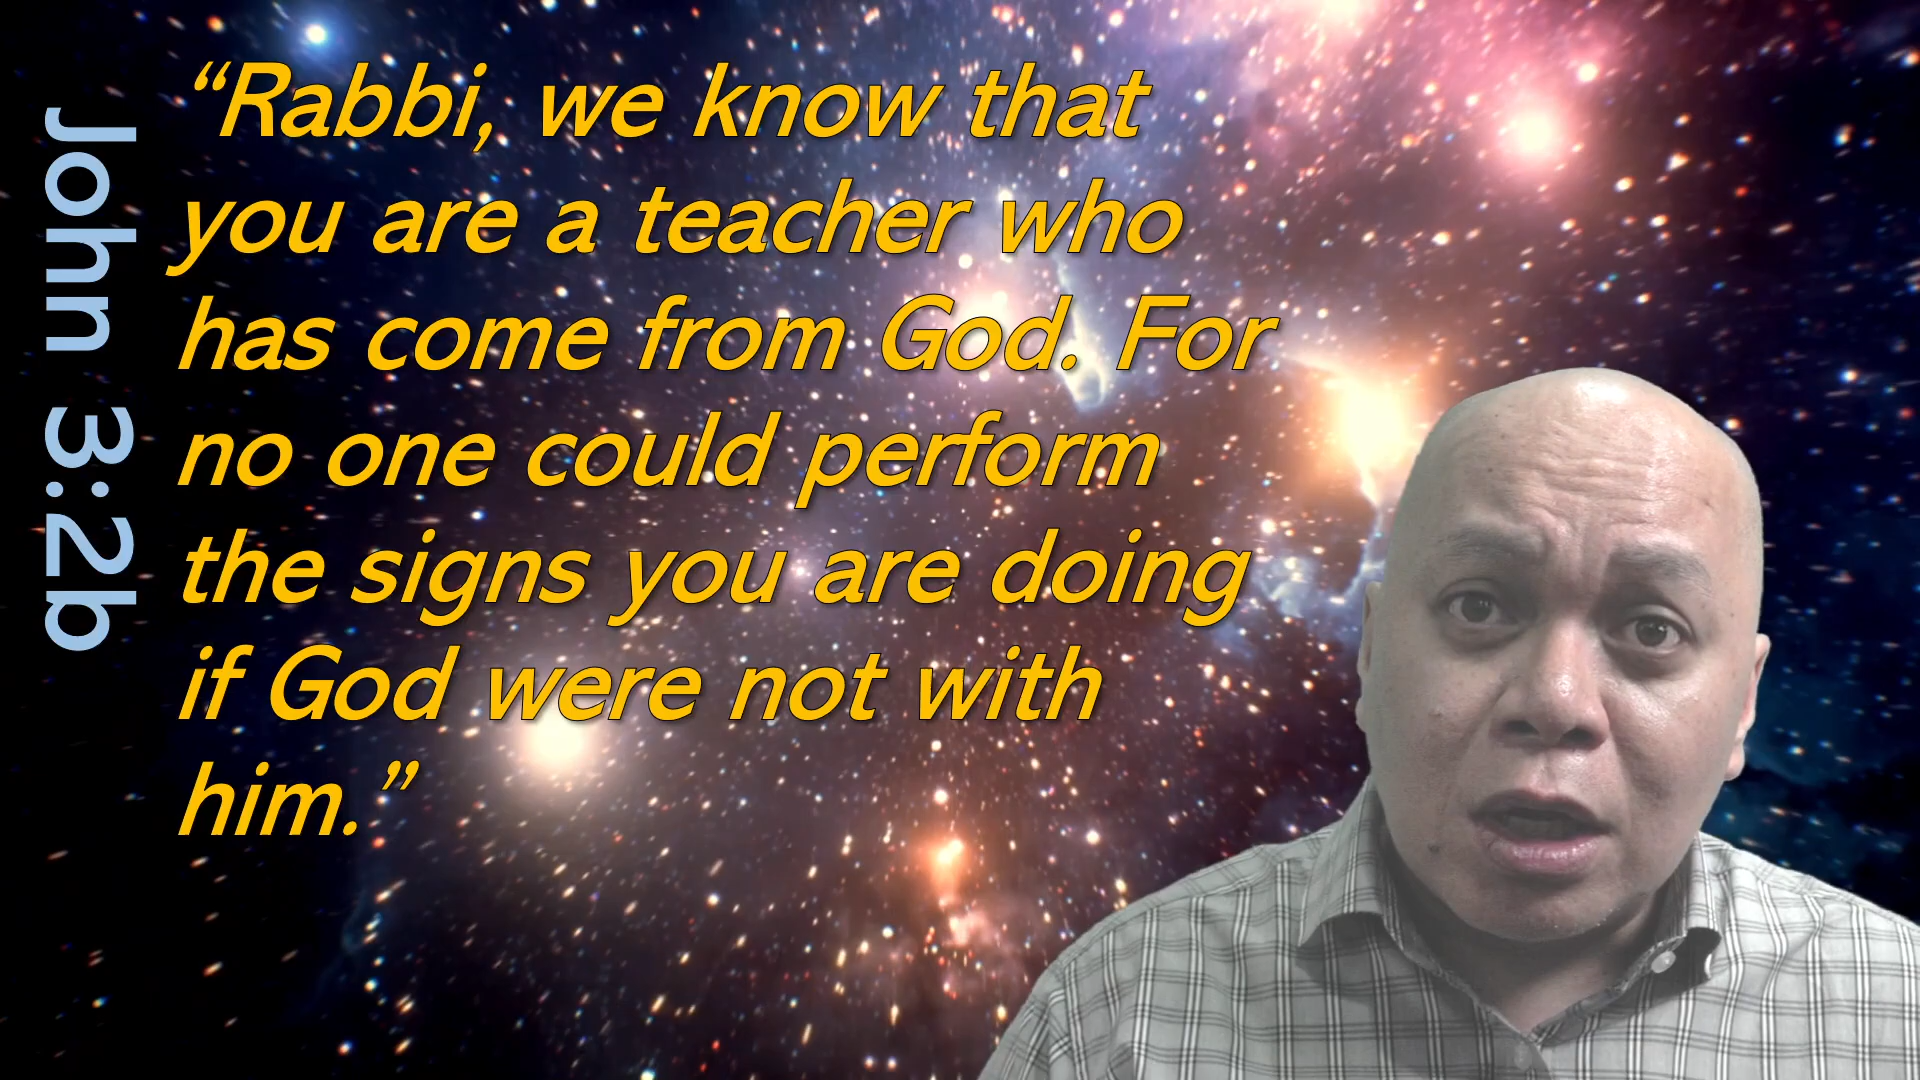 John 3:2b
“Rabbi, we know that
you are a teacher who
has come from God. For
no one could perform
the signs you are doing
if God were not with
him.”